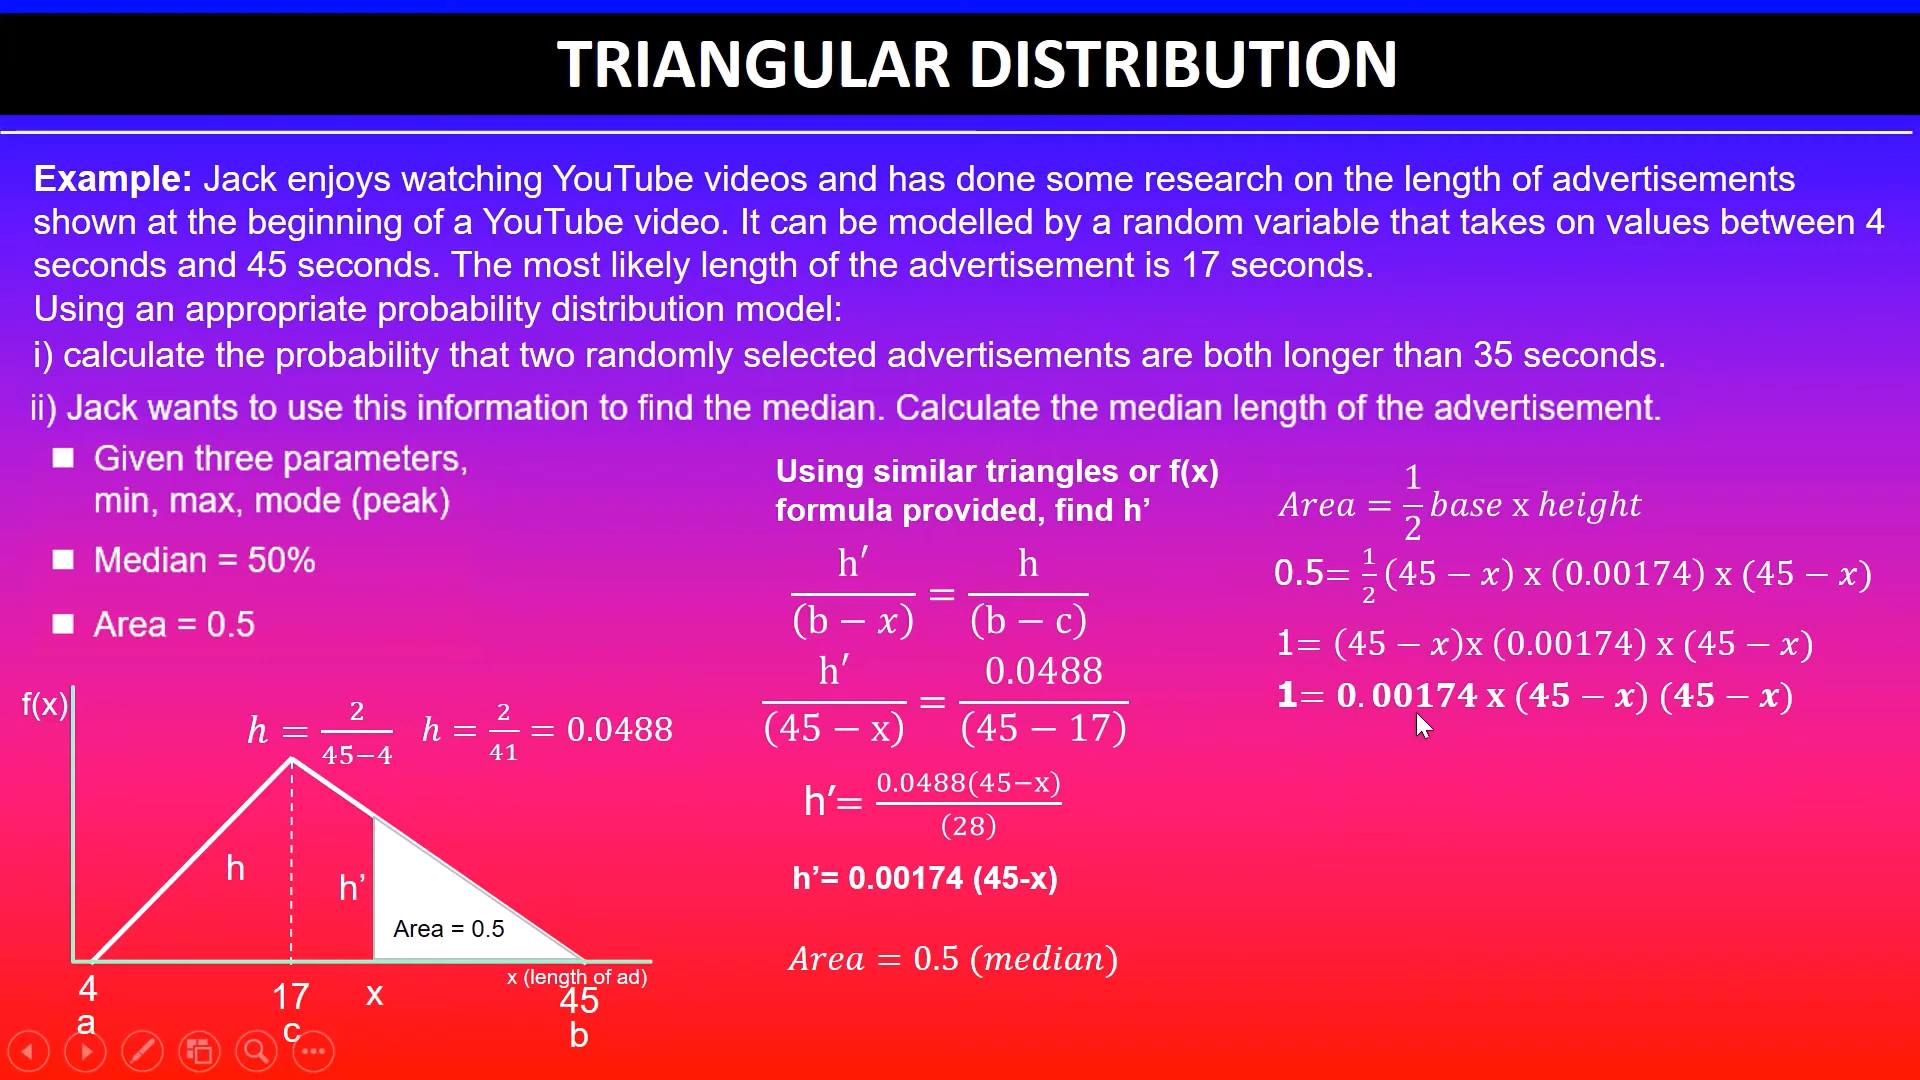 TRIANGULAR DISTRIBUTION
Example: Jack enjoys watching YouTube videos and has done some research on the length of advertisements
shown at the beginning of a YouTube video. It can be modelled by a random variable that takes on values between 4
seconds and 45 seconds. The most likely length of the advertisement is 17 seconds.
Using an appropriate probability distribution model:
i) calculate the probability that two randomly selected advertisements are both longer than 35 seconds.
ii) Jack wants to use this information to find the median. Calculate the median length of the advertisement.
Given three parameters,
min, max, mode (peak)
Median = 50%
Area = 0.5
f(x)
h = 2/(45−4) h = 2/41 = 0.0488
h
h’
Area = 0.5
x (length of ad)
4 17 x 45
a c b
Using similar triangles or f(x)
formula provided, find h’
h′/(b − x) = h/(b − c)
h′/(45 − x) = 0.0488/(45 − 17)
h’= 0.0488(45−x)/(28)
h’= 0.00174 (45-x)
Area = 0.5 (median)
Area = 1/2 base x height
0.5= 1/2 (45 − x) x (0.00174) x (45 − x)
1= (45 − x)x (0.00174) x (45 − x)
1= 0.00174 x (45 − x) (45 − x)